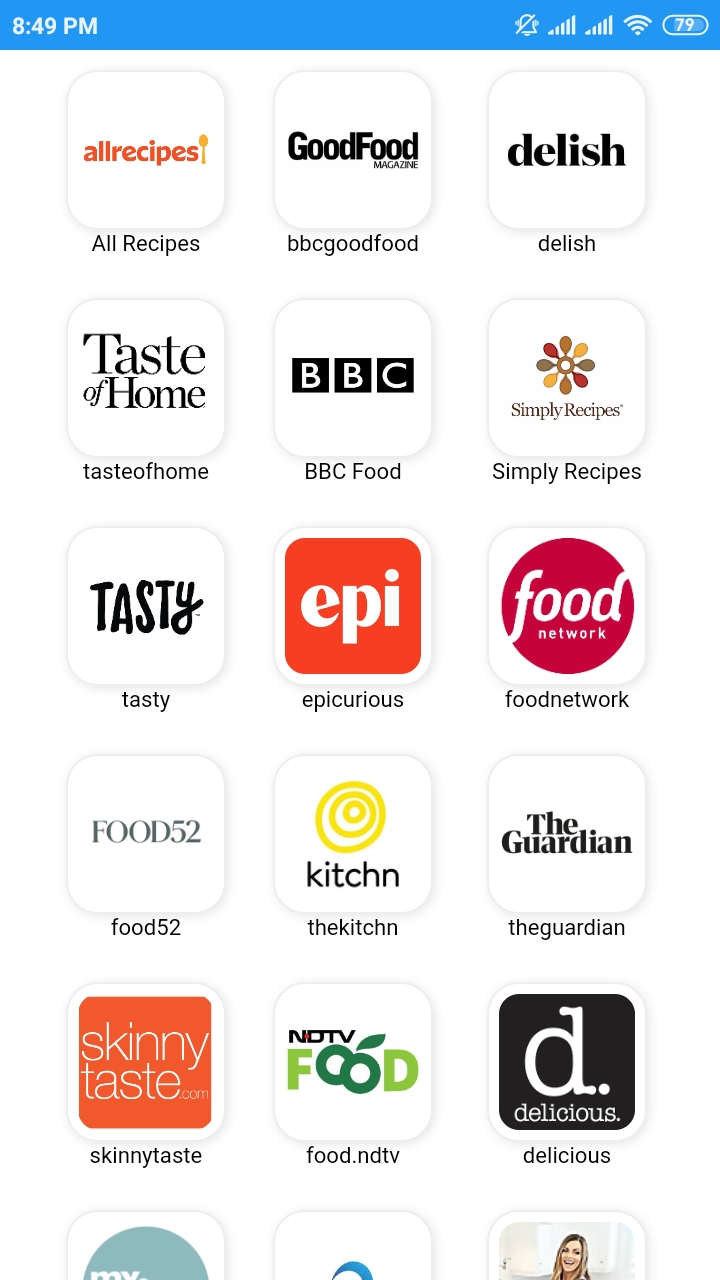 8:49 PM 79
allrecipes
GoodFood
MAGAZINE
delish
All Recipes
bbcgoodfood
delish
Taste
of Home
BBC
Simply Recipes
tasteofhome
BBC Food
Simply Recipes
TASTY
epi
food
network
tasty
epicurious
foodnetwork
FOOD52
kitchn
The
Guardian
food52
thekitchn
theguardian
skinny
taste.com
NDTV
FOOD
d.
delicious.
skinnytaste
food.ndtv
delicious